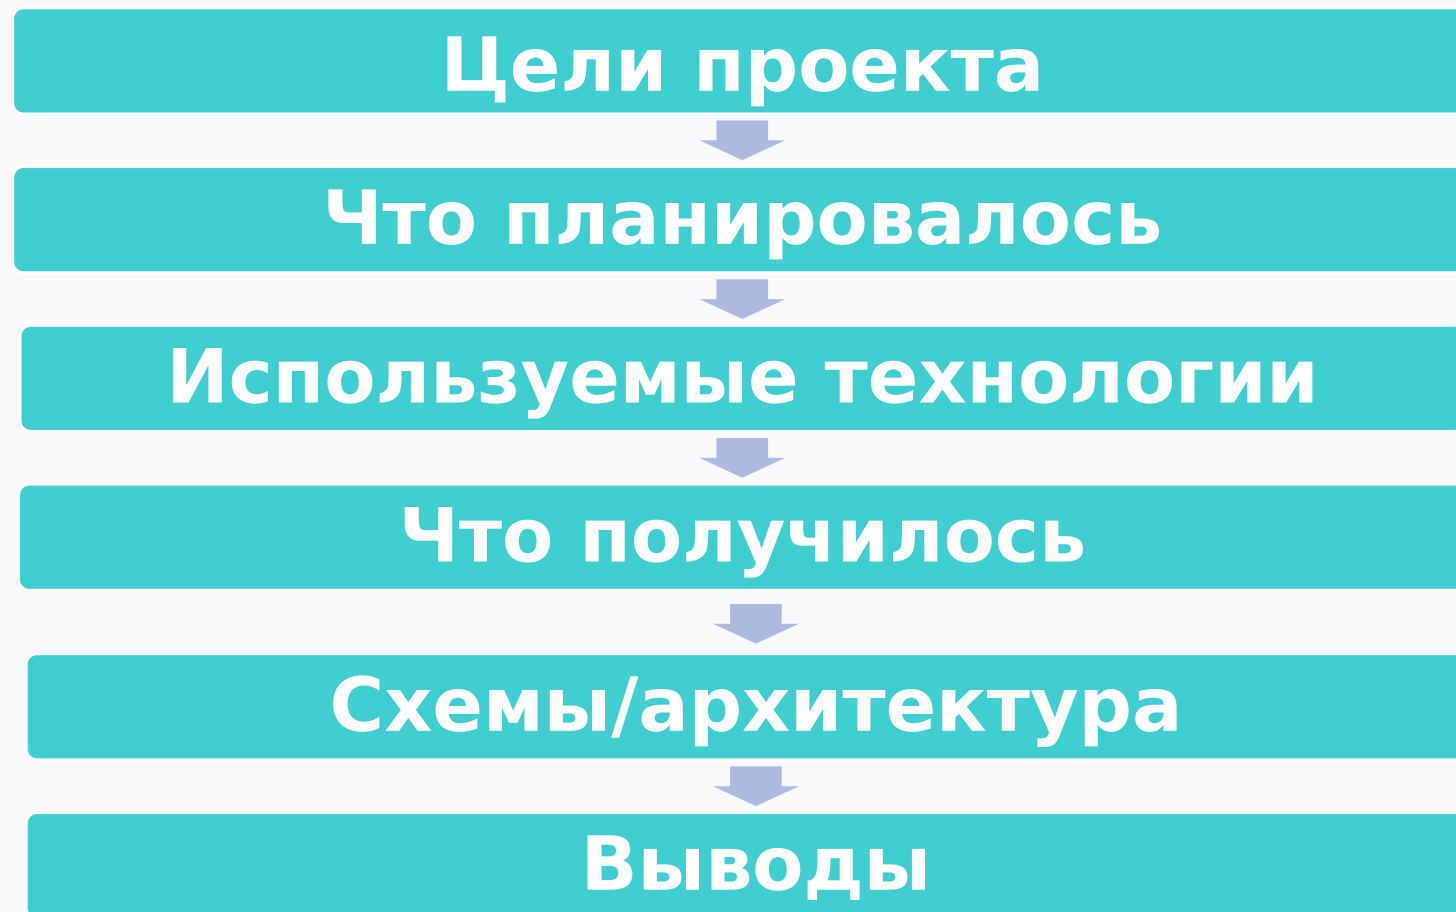 Цели проекта
Что планировалось
Используемые технологии
Что получилось
Схемы/архитектура
Выводы